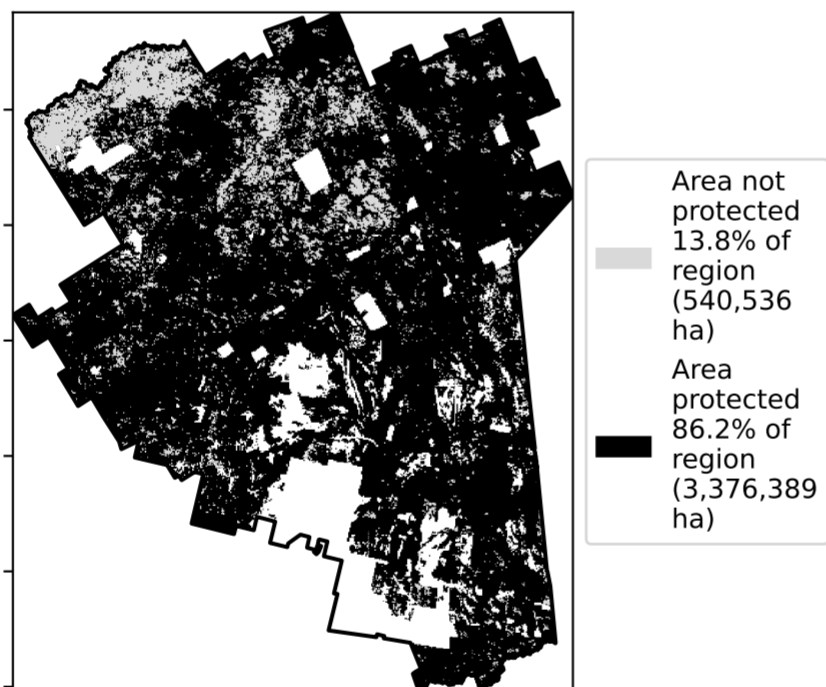 Area not
protected
13.8% of
region
(540,536
ha)
Area
protected
86.2% of
region
(3,376,389
ha)